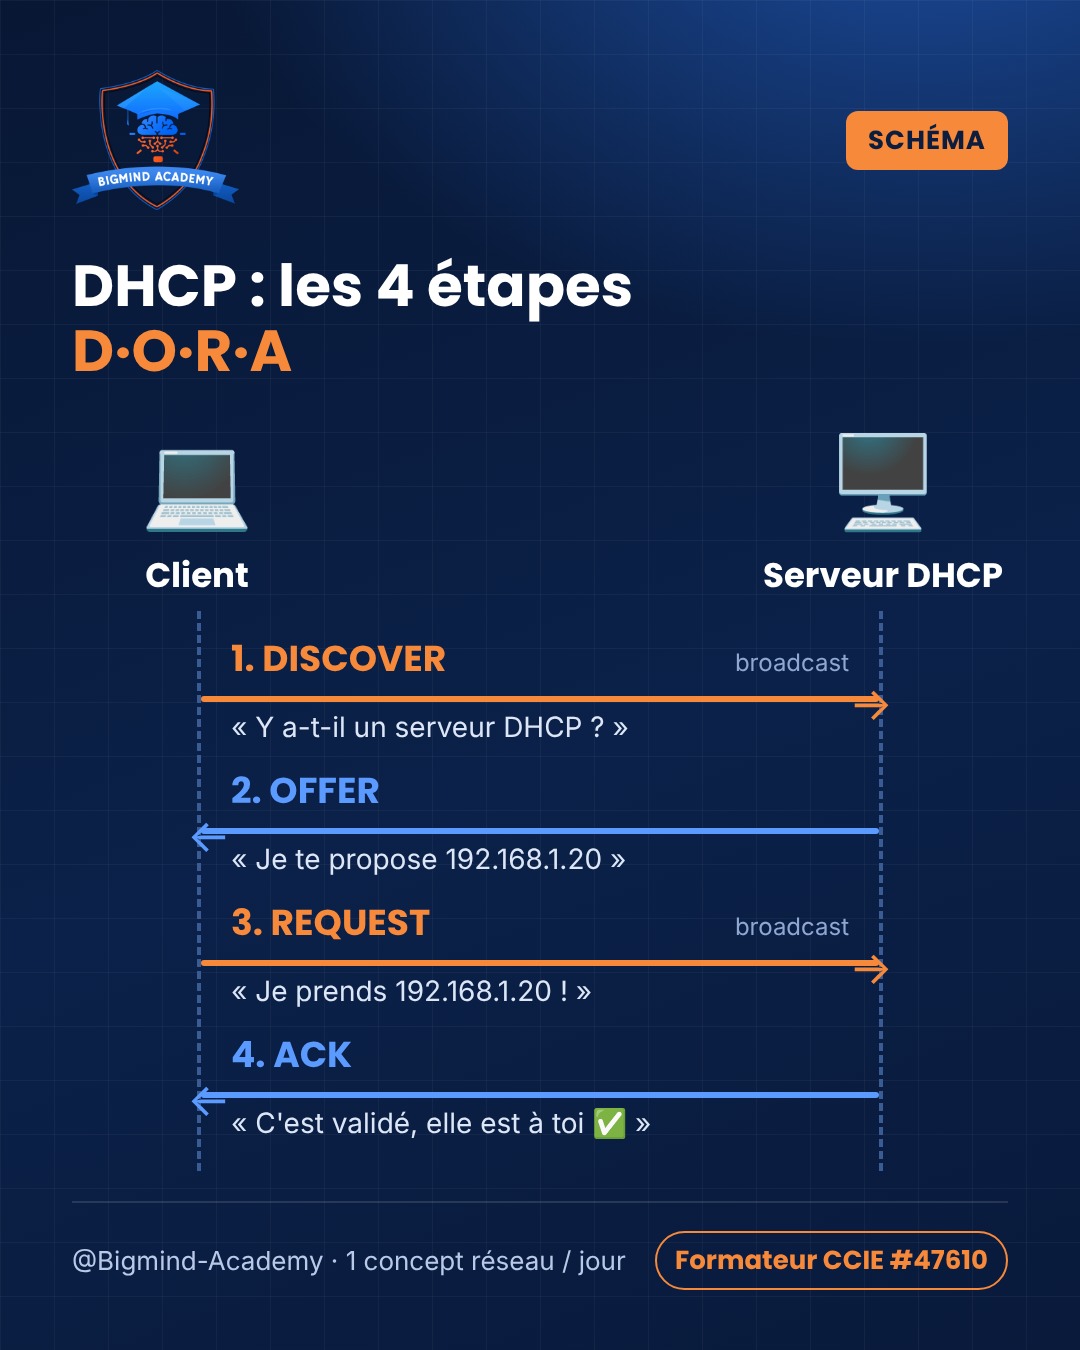 BIGMIND ACADEMY
SCHÉMA
DHCP : les 4 étapes
D·O·R·A
Client
Serveur DHCP
1. DISCOVER
broadcast
« Y a-t-il un serveur DHCP ? »
2. OFFER
« Je te propose 192.168.1.20 »
3. REQUEST
broadcast
« Je prends 192.168.1.20 ! »
4. ACK
« C'est validé, elle est à toi ✅ »
@Bigmind-Academy · 1 concept réseau / jour
Formateur CCIE #47610